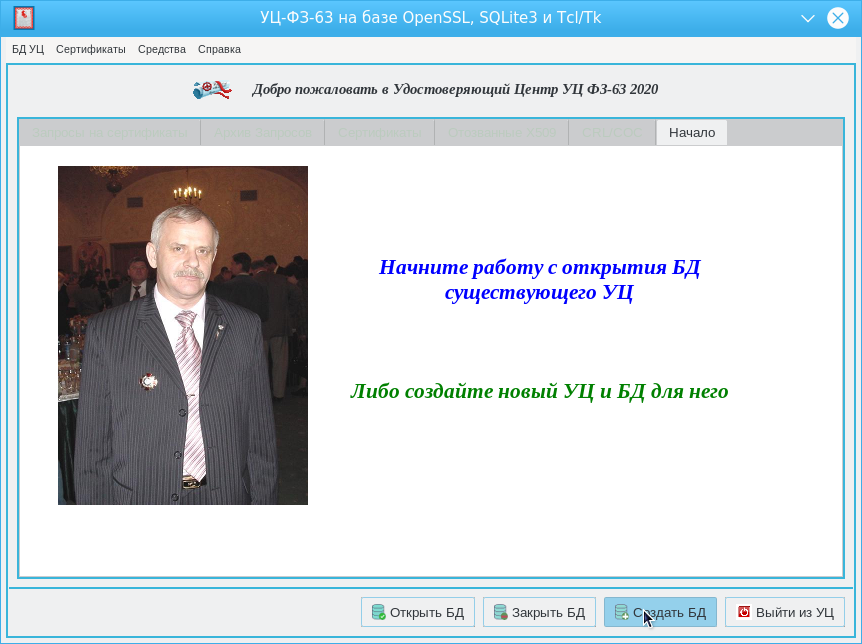 УЦ-ФЗ-63 на базе OpenSSL, SQLite3 и Tcl/Tk
БД УЦ Сертификаты Средства Справка
Добро пожаловать в Удостоверяющий Центр УЦ ФЗ-63 2020
Запросы на сертификаты Архив Запросов Сертификаты Отозванные X509 CRL/СОС Начало
Начните работу с открытия БД
существующего УЦ
Либо создайте новый УЦ и БД для него
Открыть БД Закрыть БД Создать БД Выйти из УЦ